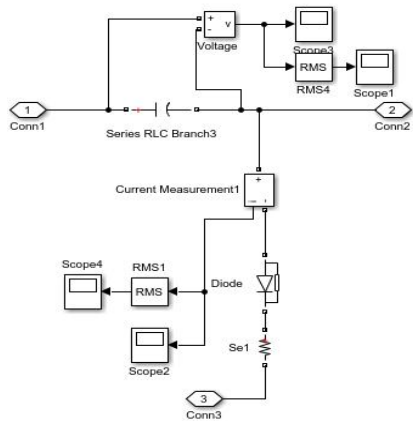 +
-
v
Voltage
Scope3
RMS
RMS4
Scope1
1
Conn1
2
Conn2
Series RLC Branch3
Current Measurement1
+
Scope4
RMS1
RMS
Diode
Scope2
Se1
3
Conn3